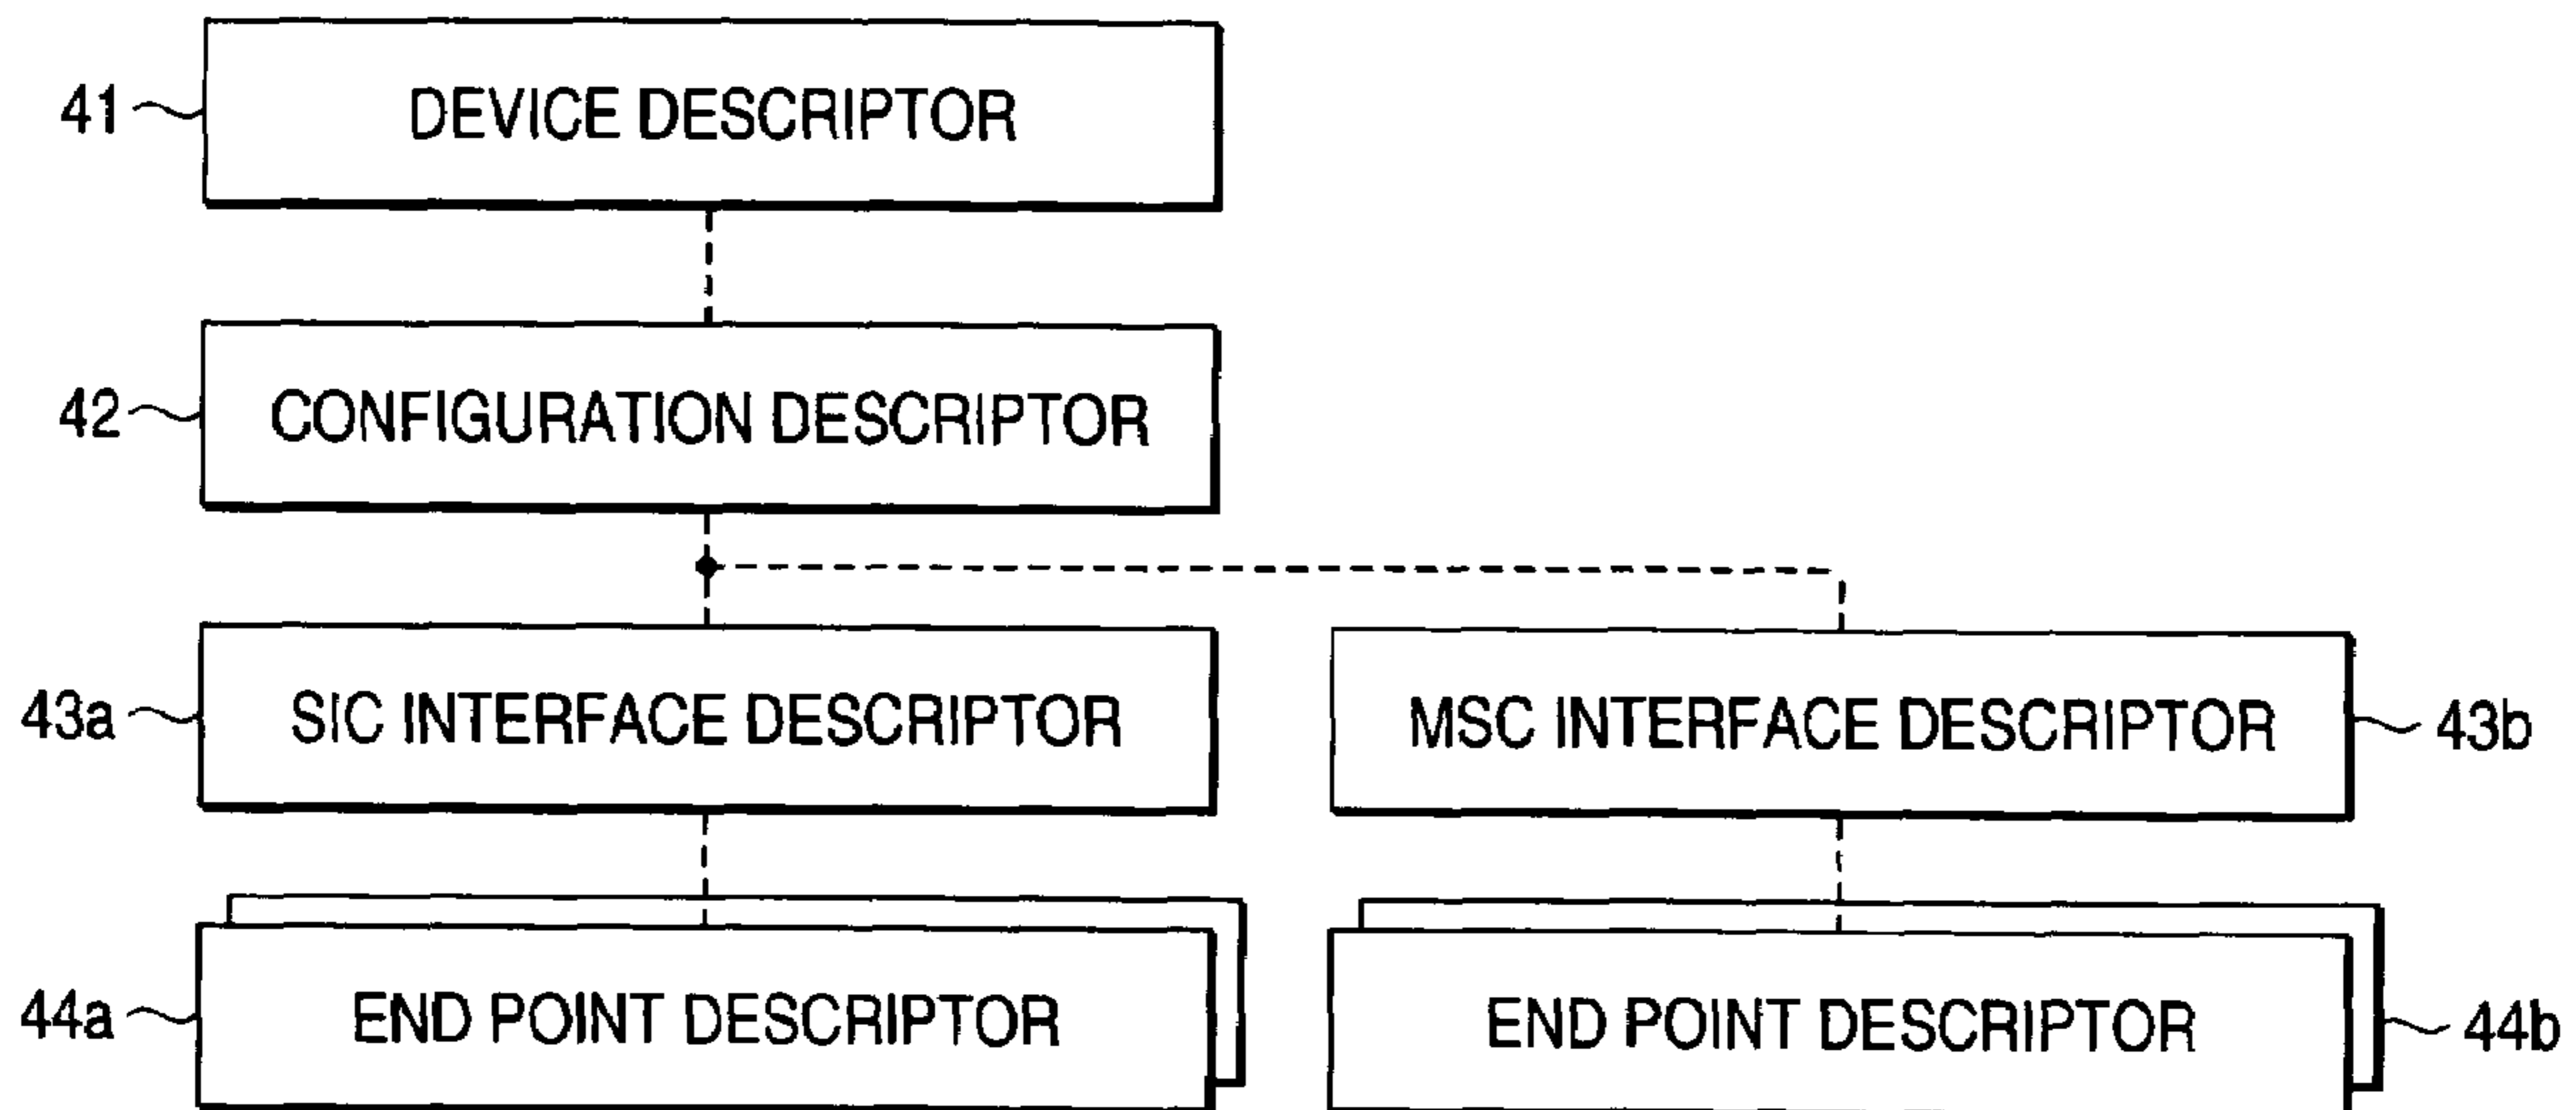 41 DEVICE DESCRIPTOR
42 CONFIGURATION DESCRIPTOR
43a SIC INTERFACE DESCRIPTOR
MSC INTERFACE DESCRIPTOR 43b
44a END POINT DESCRIPTOR
END POINT DESCRIPTOR 44b